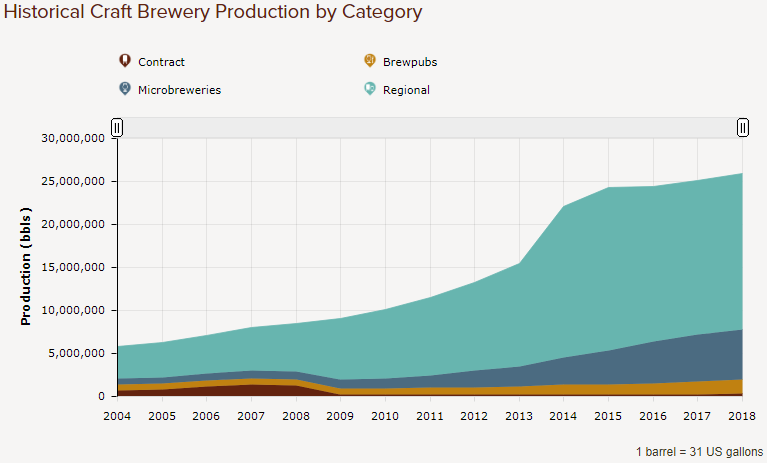 Historical Craft Brewery Production by Category
Contract
Brewpubs
Microbreweries
Regional
30,000,000
25,000,000
20,000,000
15,000,000
10,000,000
5,000,000
0
Production (bbls)
2004 2005 2006 2007 2008 2009 2010 2011 2012 2013 2014 2015 2016 2017 2018
1 barrel = 31 US gallons